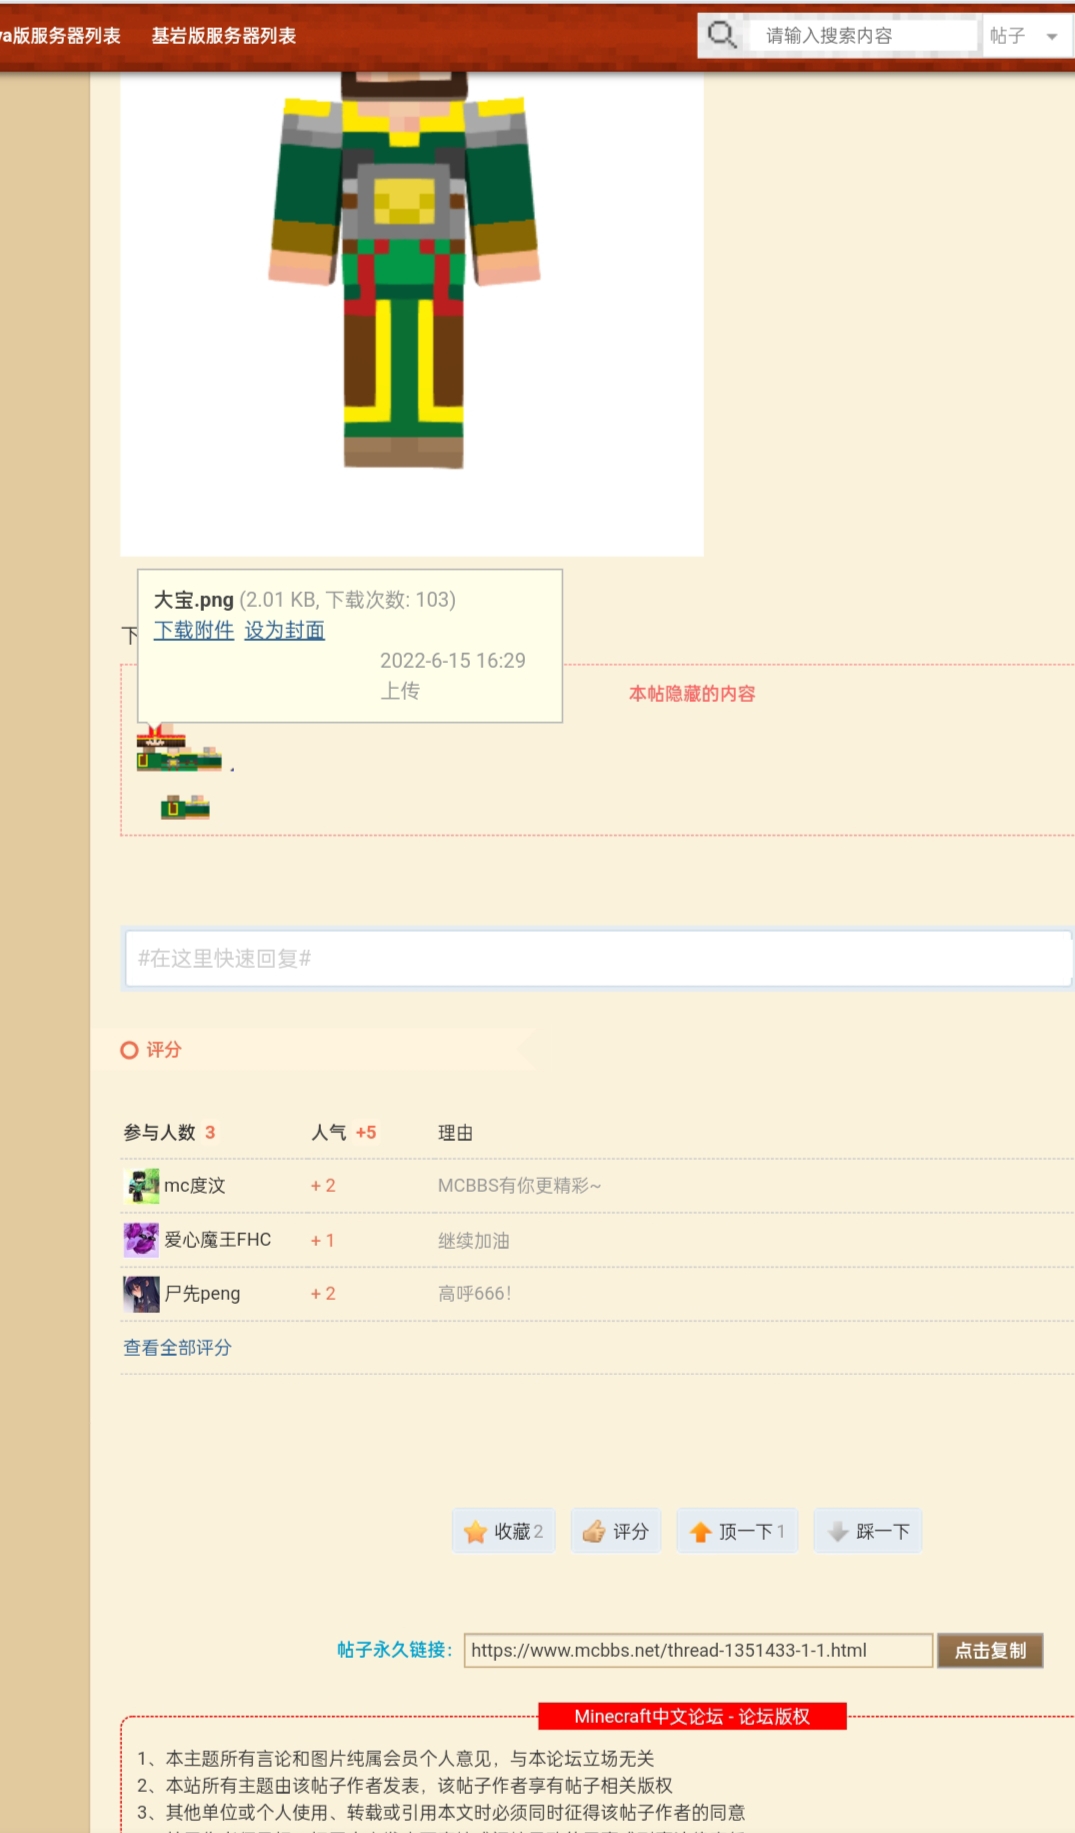 va版服务器列表 基岩版服务器列表 请输入搜索内容 帖子
大宝.png (2.01 KB, 下载次数: 103)
下载附件 设为封面
下
2022-6-15 16:29
上传
本帖隐藏的内容
#在这里快速回复#
评分
参与人数 3 人气 +5 理由
mc度汶 + 2 MCBBS有你更精彩~
爱心魔王FHC + 1 继续加油
尸先peng + 2 高呼666！
查看全部评分
收藏 2 评分 顶一下 1 踩一下
帖子永久链接： https://www.mcbbs.net/thread-1351433-1-1.html 点击复制
Minecraft中文论坛 - 论坛版权
1、本主题所有言论和图片纯属会员个人意见，与本论坛立场无关
2、本站所有主题由该帖子作者发表，该帖子作者享有帖子相关版权
3、其他单位或个人使用、转载或引用本文时必须同时征得该帖子作者的同意